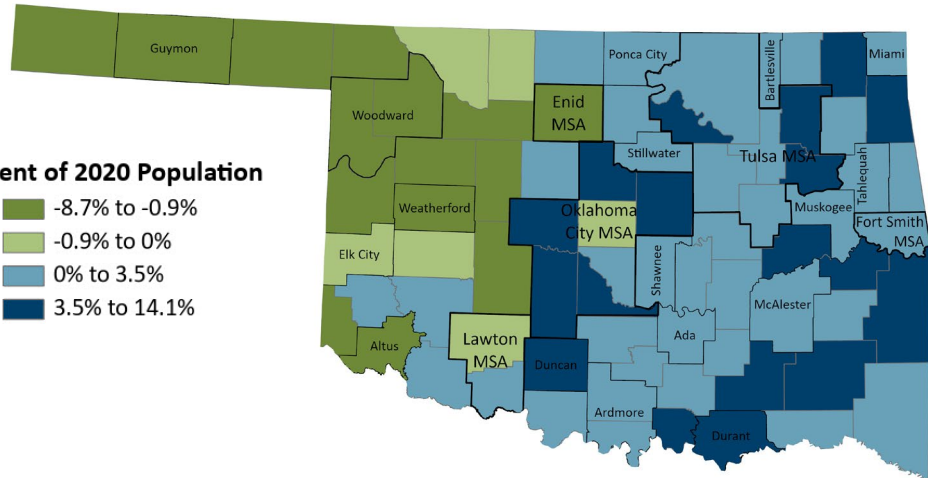 Guymon
Ponca City
Bartlesville
Miami
Woodward
Enid
MSA
Stillwater
Tulsa MSA
Tahlequah
ent of 2020 Population
-8.7% to -0.9%
-0.9% to 0%
0% to 3.5%
3.5% to 14.1%
Weatherford
Oklahoma
City MSA
Muskogee
Fort Smith
MSA
Elk City
Shawnee
McAlester
Altus
Lawton
MSA
Ada
Duncan
Ardmore
Durant